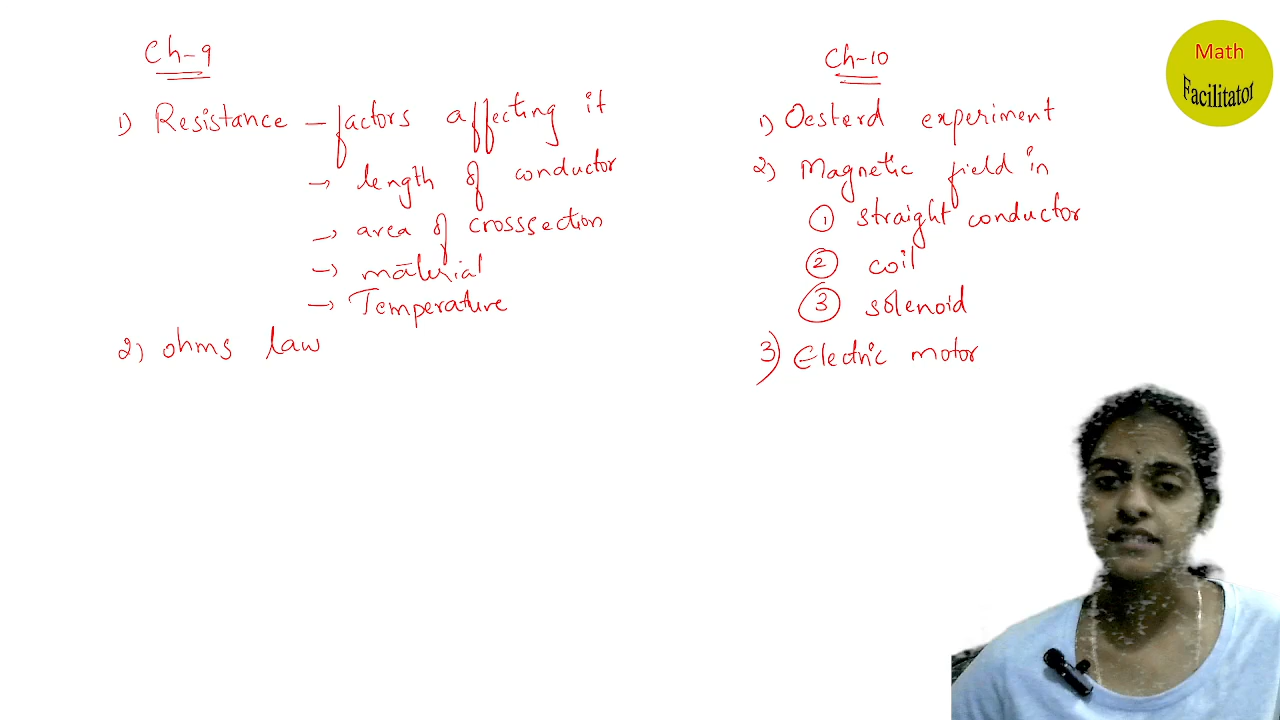 Ch-9
1) Resistance - factors affecting it
→ length of conductor
→ area of crosssection
→ material
→ Temperature
2) ohms law
Ch-10
1) Oesterd experiment
2) Magnetic field in
① straight conductor
② coil
③ solenoid
3) Electric motor
Math
Facilitator